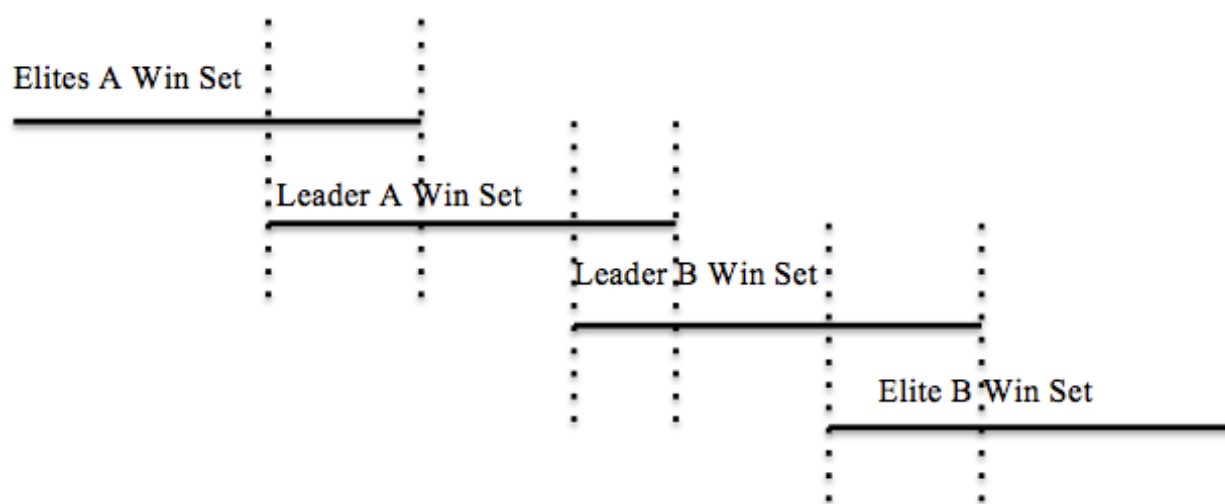 Elites A Win Set
Leader A Win Set
Leader B Win Set
Elite B Win Set